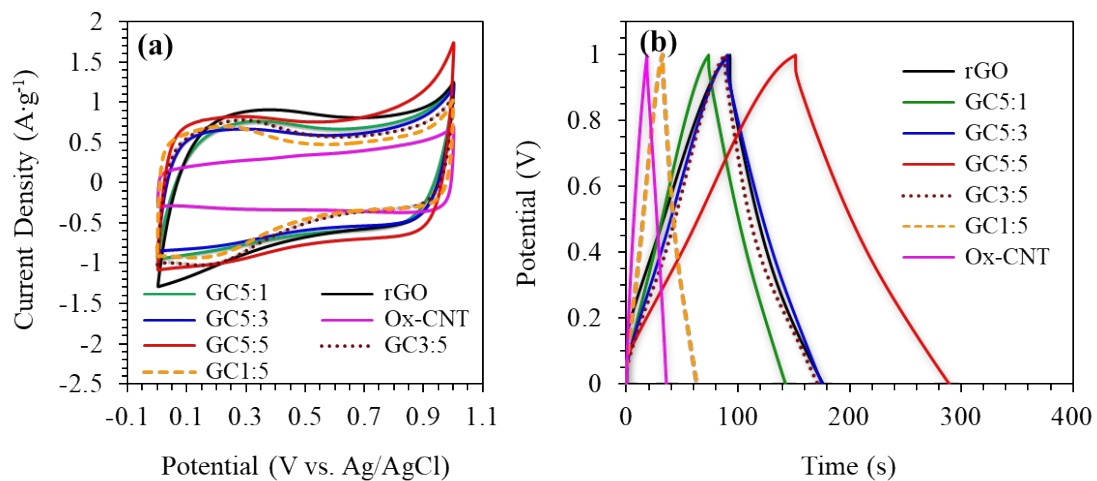 (a)
2
1.5
1
0.5
0
-0.5
-1
-1.5
-2
-2.5
-0.1
0.1
0.3
0.5
0.7
0.9
1.1
Current Density (A·g⁻¹)
Potential (V vs. Ag/AgCl)
GC5:1
GC5:3
GC5:5
GC1:5
rGO
Ox-CNT
GC3:5
(b)
1
0.8
0.6
0.4
0.2
0
0
100
200
300
400
Potential (V)
Time (s)
rGO
GC5:1
GC5:3
GC5:5
GC3:5
GC1:5
Ox-CNT